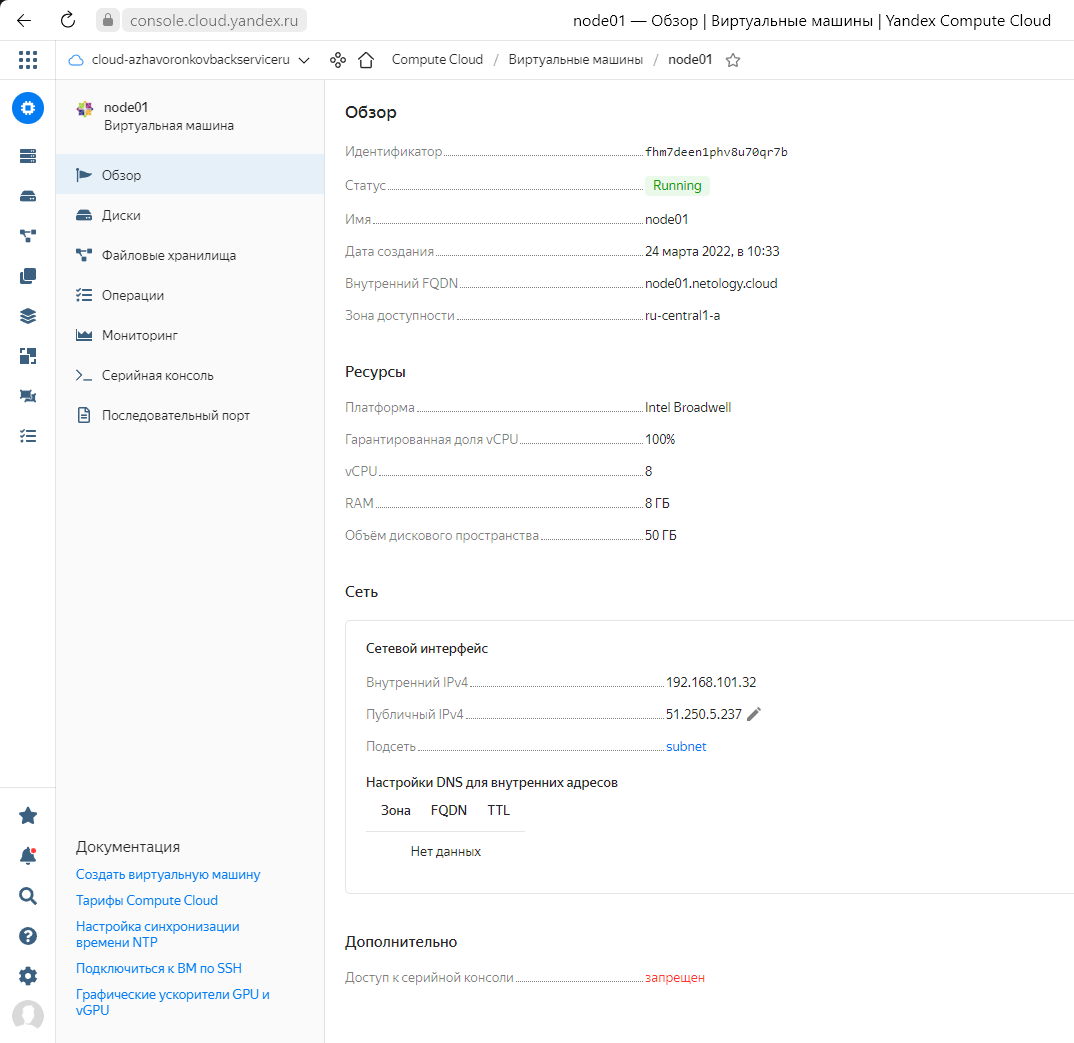 console.cloud.yandex.ru
node01 — Обзор | Виртуальные машины | Yandex Compute Cloud
cloud-azhavoronkovbackserviceru
Compute Cloud / Виртуальные машины / node01
node01
Виртуальная машина
Обзор
Диски
Файловые хранилища
Операции
Мониторинг
Серийная консоль
Последовательный порт
Документация
Создать виртуальную машину
Тарифы Compute Cloud
Настройка синхронизации
времени NTP
Подключиться к ВМ по SSH
Графические ускорители GPU и
vGPU
Обзор
Идентификатор fhm7deen1phv8u70qr7b
Статус Running
Имя node01
Дата создания 24 марта 2022, в 10:33
Внутренний FQDN node01.netology.cloud
Зона доступности ru-central1-a
Ресурсы
Платформа Intel Broadwell
Гарантированная доля vCPU 100%
vCPU 8
RAM 8 ГБ
Объём дискового пространства 50 ГБ
Сеть
Сетевой интерфейс
Внутренний IPv4 192.168.101.32
Публичный IPv4 51.250.5.237
Подсеть subnet
Настройки DNS для внутренних адресов
Зона FQDN TTL
Нет данных
Дополнительно
Доступ к серийной консоли запрещен